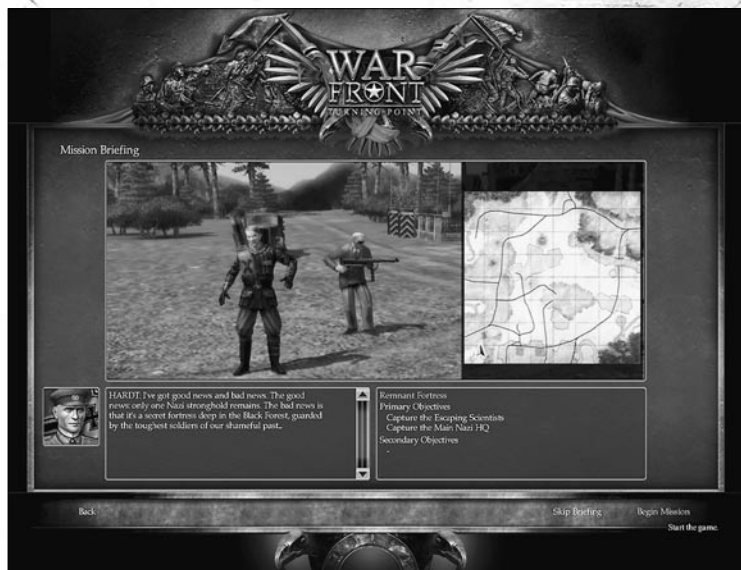 WAR
FRONT
TURNING POINT
Mission Briefing
HARDT: I've got good news and bad news. The good
news: only one Nazi stronghold remains. The bad news is
that it's a secret fortress deep in the Black Forest, guarded
by the toughest soldiers of our shameful past..
Remnant Fortress
Primary Objectives
Capture the Escaping Scientists
Capture the Main Nazi HQ
Secondary Objectives
-
Back
Skip Briefing
Begin Mission
Start the game.